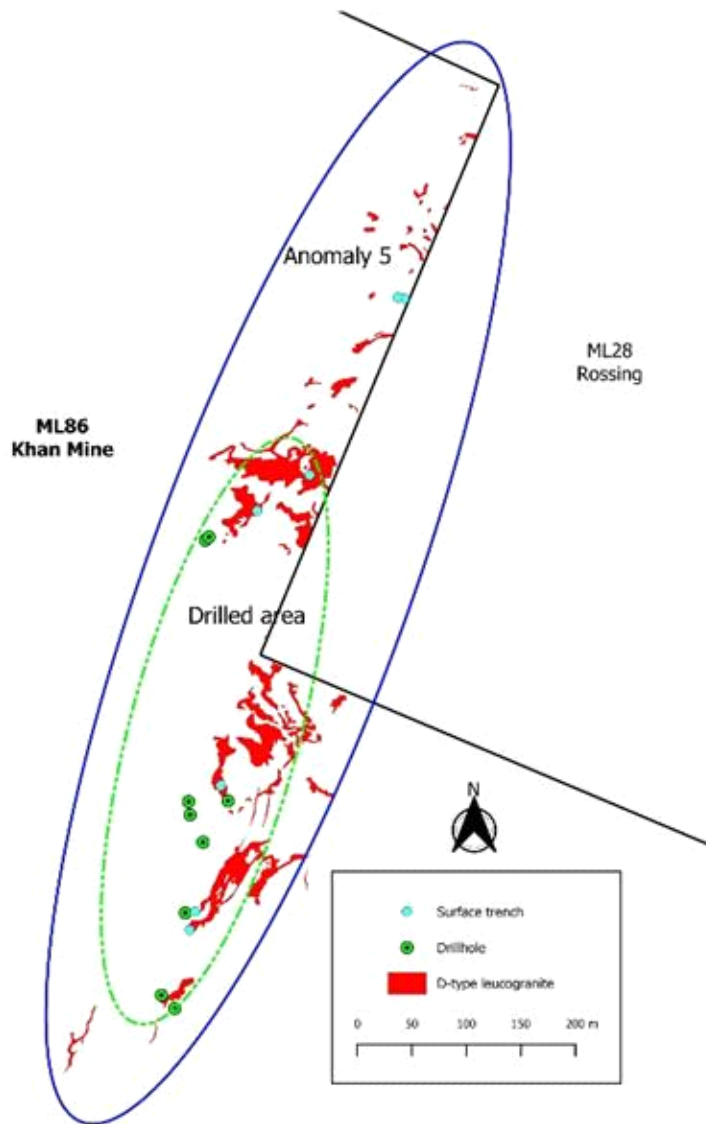 Anomaly 5
ML28
Rossing
ML86
Khan Mine
Drilled area
N
Surface trench
Drillhole
D-type leucogranite
0 50 100 150 200 m